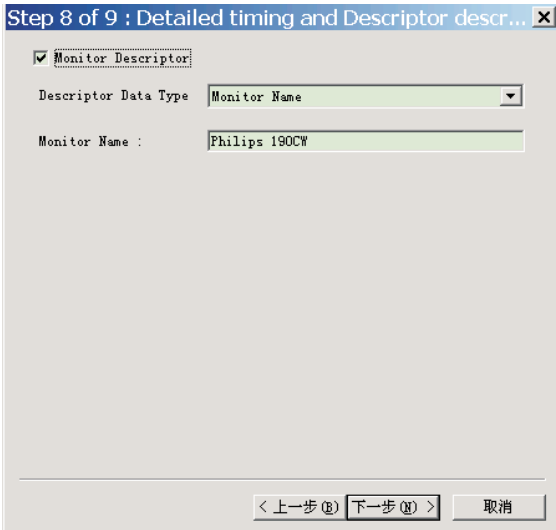 Step 8 of 9 : Detailed timing and Descriptor descr...
Monitor Descriptor
Descriptor Data Type Monitor Name
Monitor Name : Philips 190CW
< 上一步(B) 下一步(N) > 取消